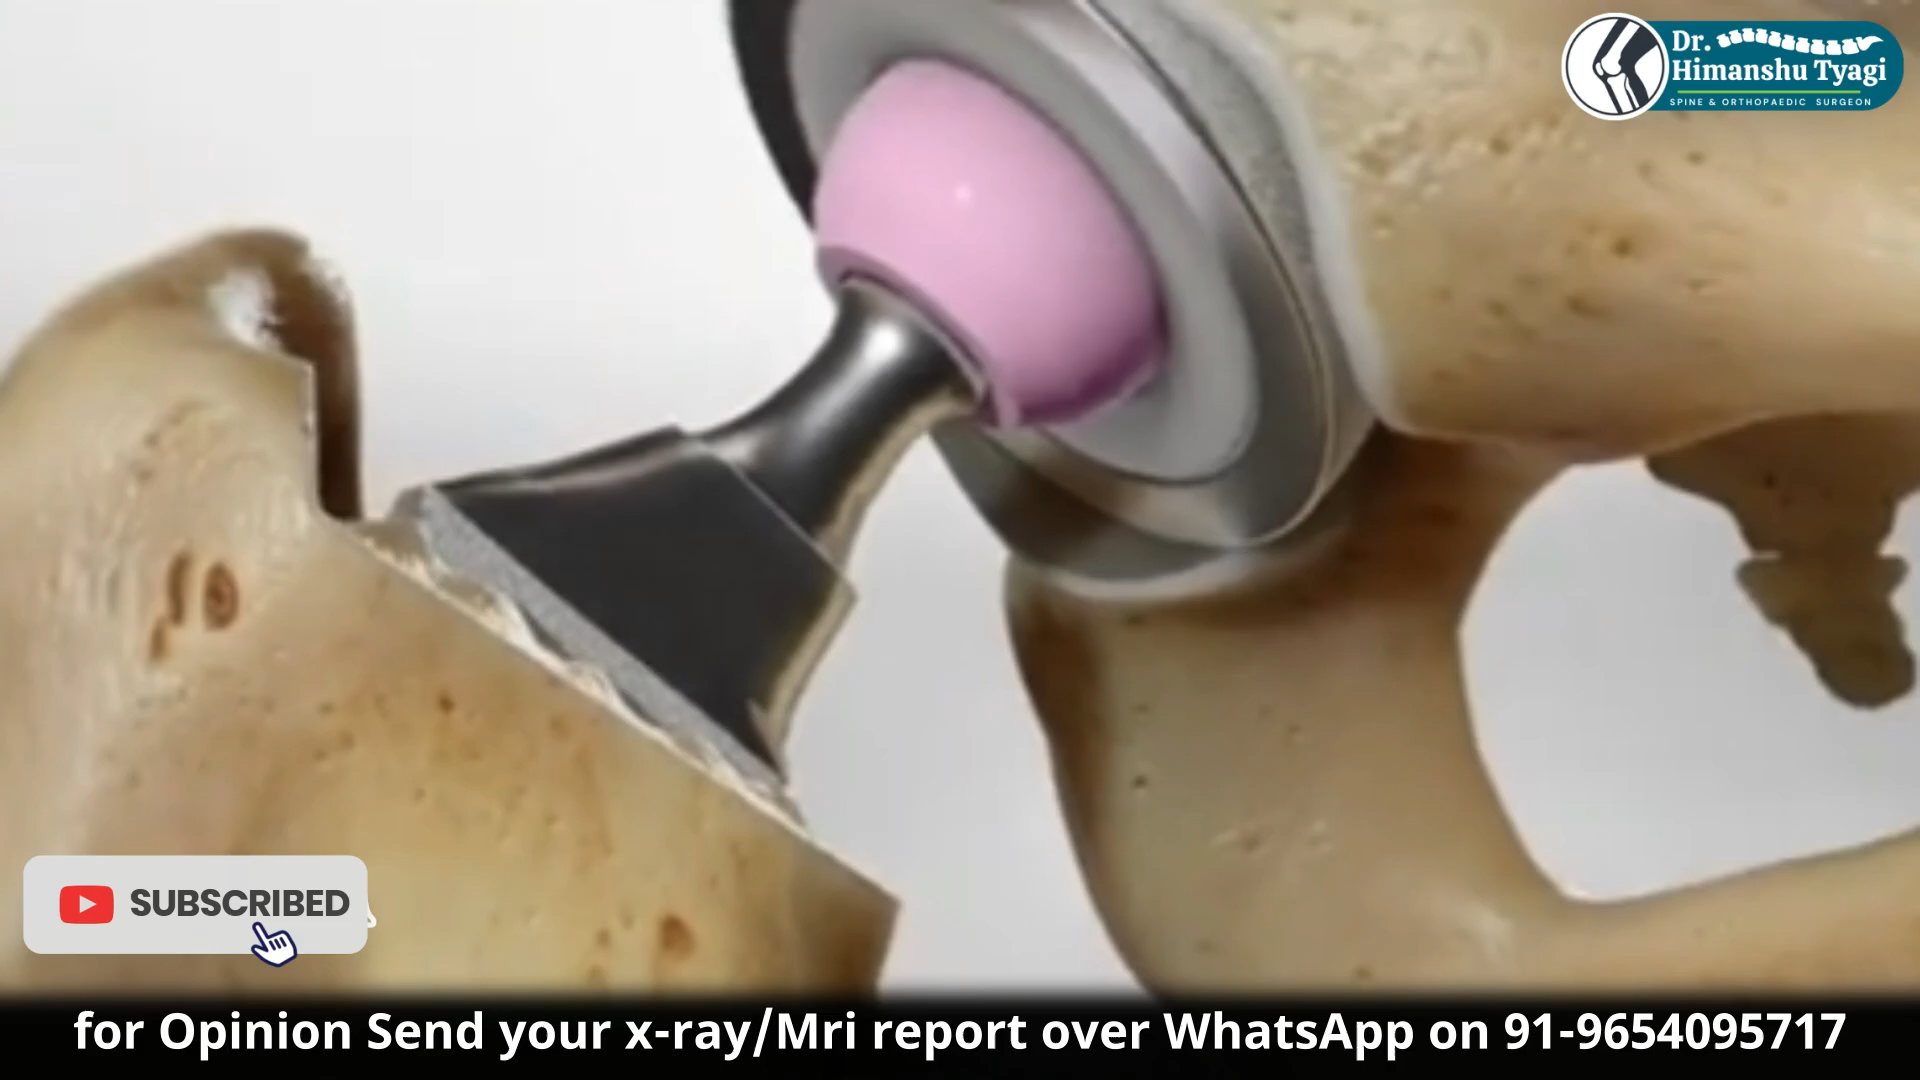 Dr.
Himanshu Tyagi
SPINE & ORTHOPAEDIC SURGEON
SUBSCRIBED
for Opinion Send your x-ray/Mri report over WhatsApp on 91-9654095717